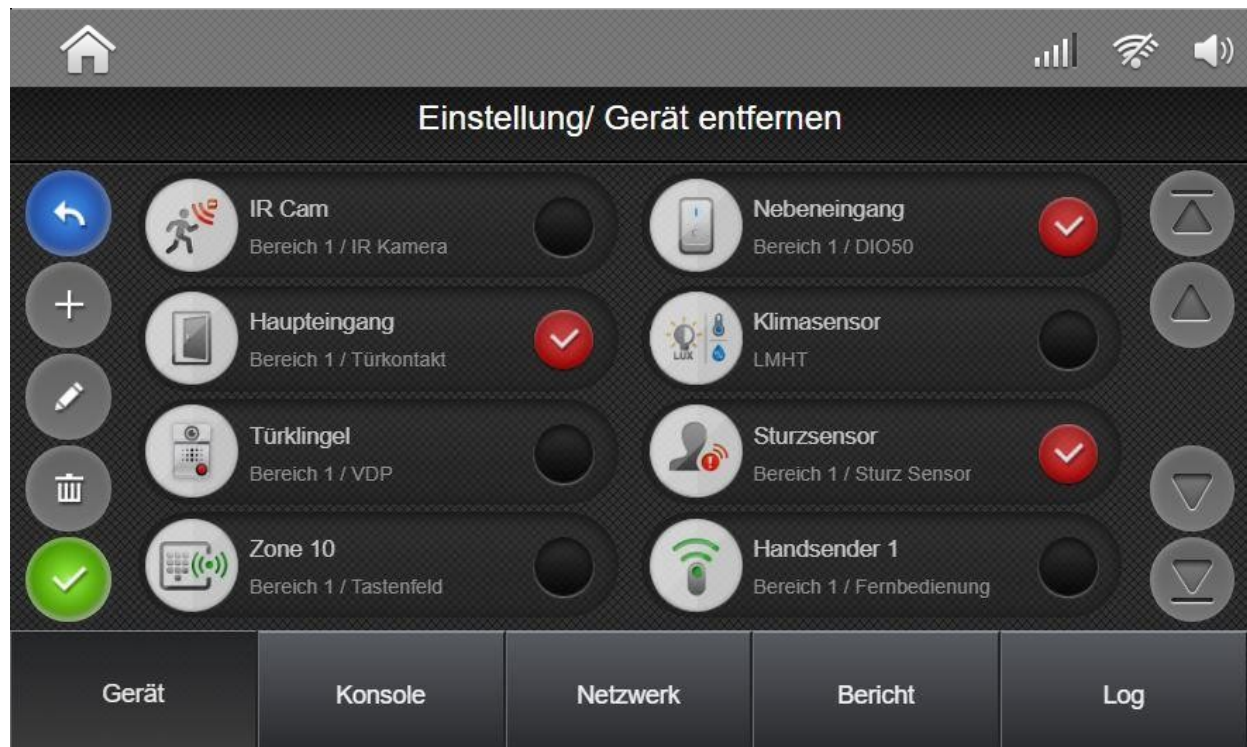 Einstellung/ Gerät entfernen
IR Cam
Bereich 1 / IR Kamera
Nebeneingang
Bereich 1 / DIO50
Haupteingang
Bereich 1 / Türkontakt
LUX
Klimasensor
LMHT
Türklingel
Bereich 1 / VDP
Sturzsensor
Bereich 1 / Sturz Sensor
Zone 10
Bereich 1 / Tastenfeld
Handsender 1
Bereich 1 / Fernbedienung
Gerät
Konsole
Netzwerk
Bericht
Log